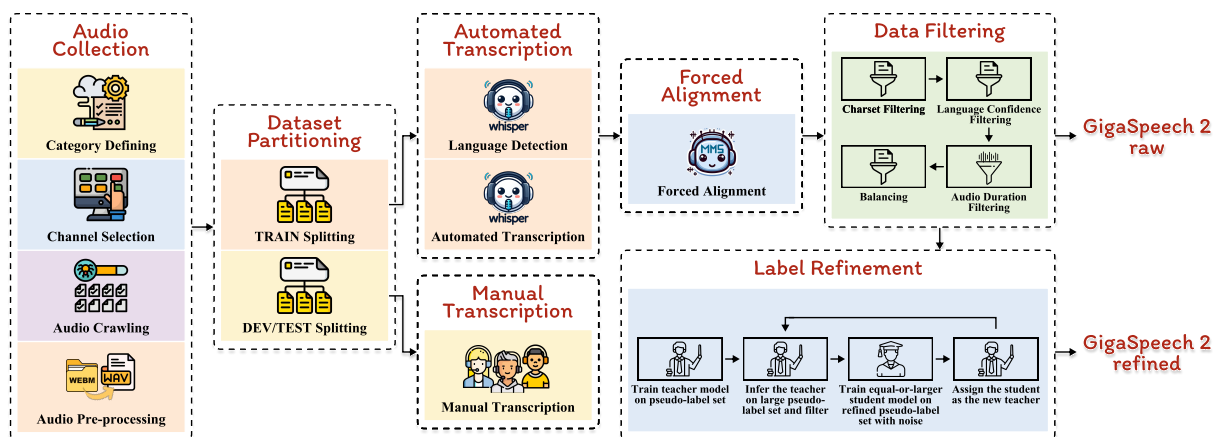 Audio
Collection
Category Defining
Channel Selection
Audio Crawling
WEBM
WAV
Audio Pre-processing
Dataset
Partitioning
TRAIN Splitting
DEV/TEST Splitting
Automated
Transcription
whisper
Language Detection
whisper
Automated Transcription
Manual
Transcription
Manual Transcription
Forced
Alignment
MMS
Forced Alignment
Data Filtering
Charset Filtering
Language Confidence
Filtering
Balancing
Audio Duration
Filtering
GigaSpeech 2
raw
Label Refinement
Train teacher model
on pseudo-label set
Infer the teacher
on large pseudo-
label set and filter
Train equal-or-larger
student model on
refined pseudo-label
set with noise
Assign the student
as the new teacher
GigaSpeech 2
refined